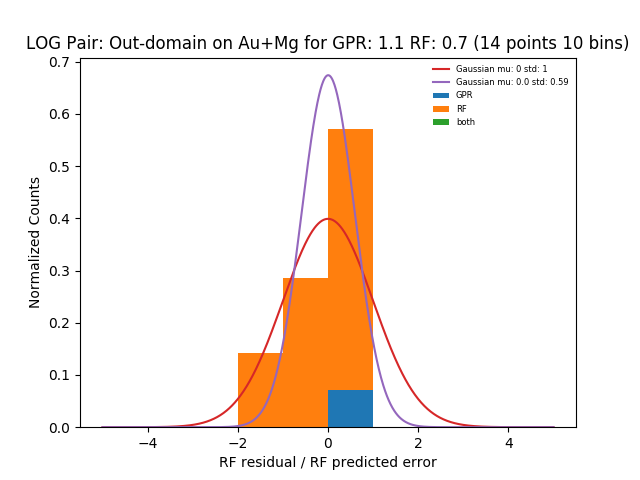 LOG Pair: Out-domain on Au+Mg for GPR: 1.1 RF: 0.7 (14 points 10 bins)
Gaussian mu: 0 std: 1
Gaussian mu: 0.0 std: 0.59
GPR
RF
both
Normalized Counts
0.7
0.6
0.5
0.4
0.3
0.2
0.1
0.0
−4 −2 0 2 4
RF residual / RF predicted error